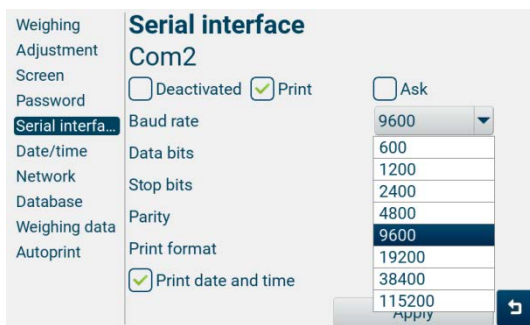 Weighing
Adjustment
Screen
Password
Serial interfa...
Date/time
Network
Database
Weighing data
Autoprint
Serial interface
Com2
Deactivated Print Ask
Baud rate 9600
Data bits
Stop bits
Parity
Print format
Print date and time
600
1200
2400
4800
9600
19200
38400
115200
Apply